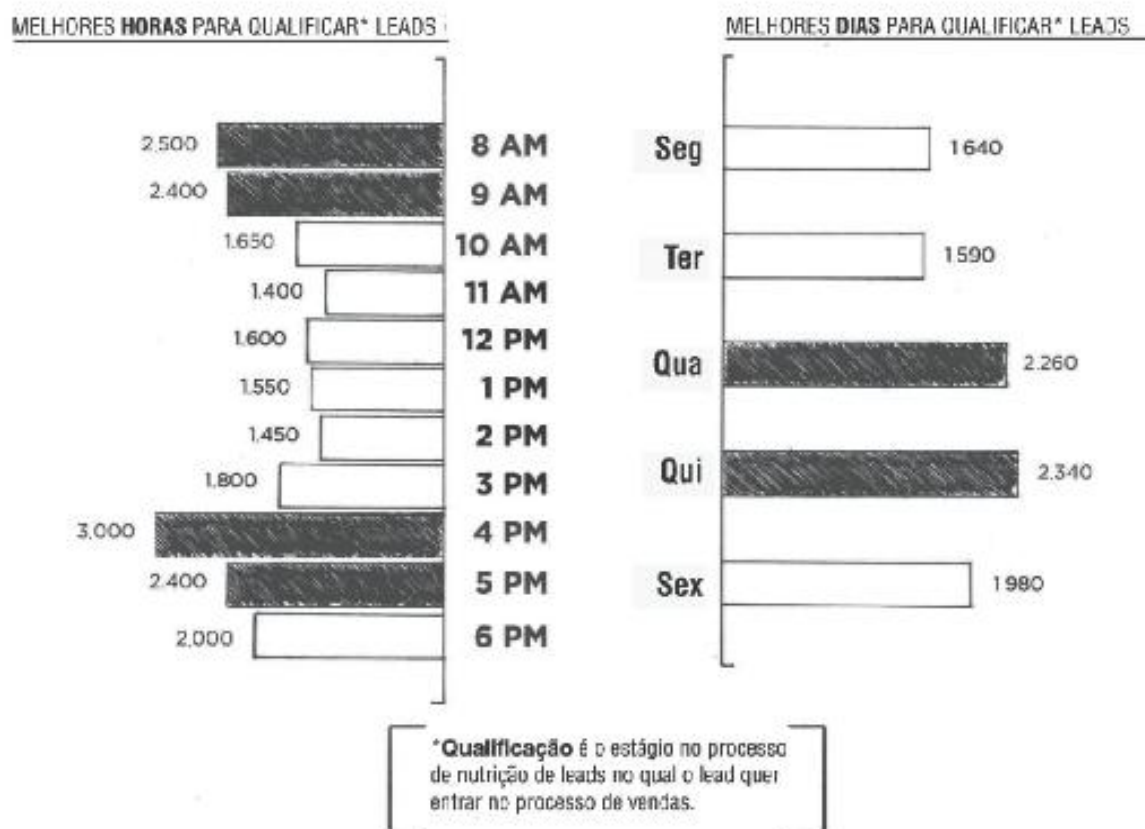 MELHORES HORAS PARA QUALIFICAR* LEADS
2.500 8 AM
2.400 9 AM
1.650 10 AM
1.400 11 AM
1.600 12 PM
1.550 1 PM
1.450 2 PM
1.800 3 PM
3.000 4 PM
2.400 5 PM
2.000 6 PM
MELHORES DIAS PARA QUALIFICAR* LEADS
Seg 1640
Ter 1590
Qua 2.260
Qui 2.340
Sex 1980
*Qualificação é o estágio no processo
de nutrição de leads no qual o lead quer
entrar no processo de vendas.